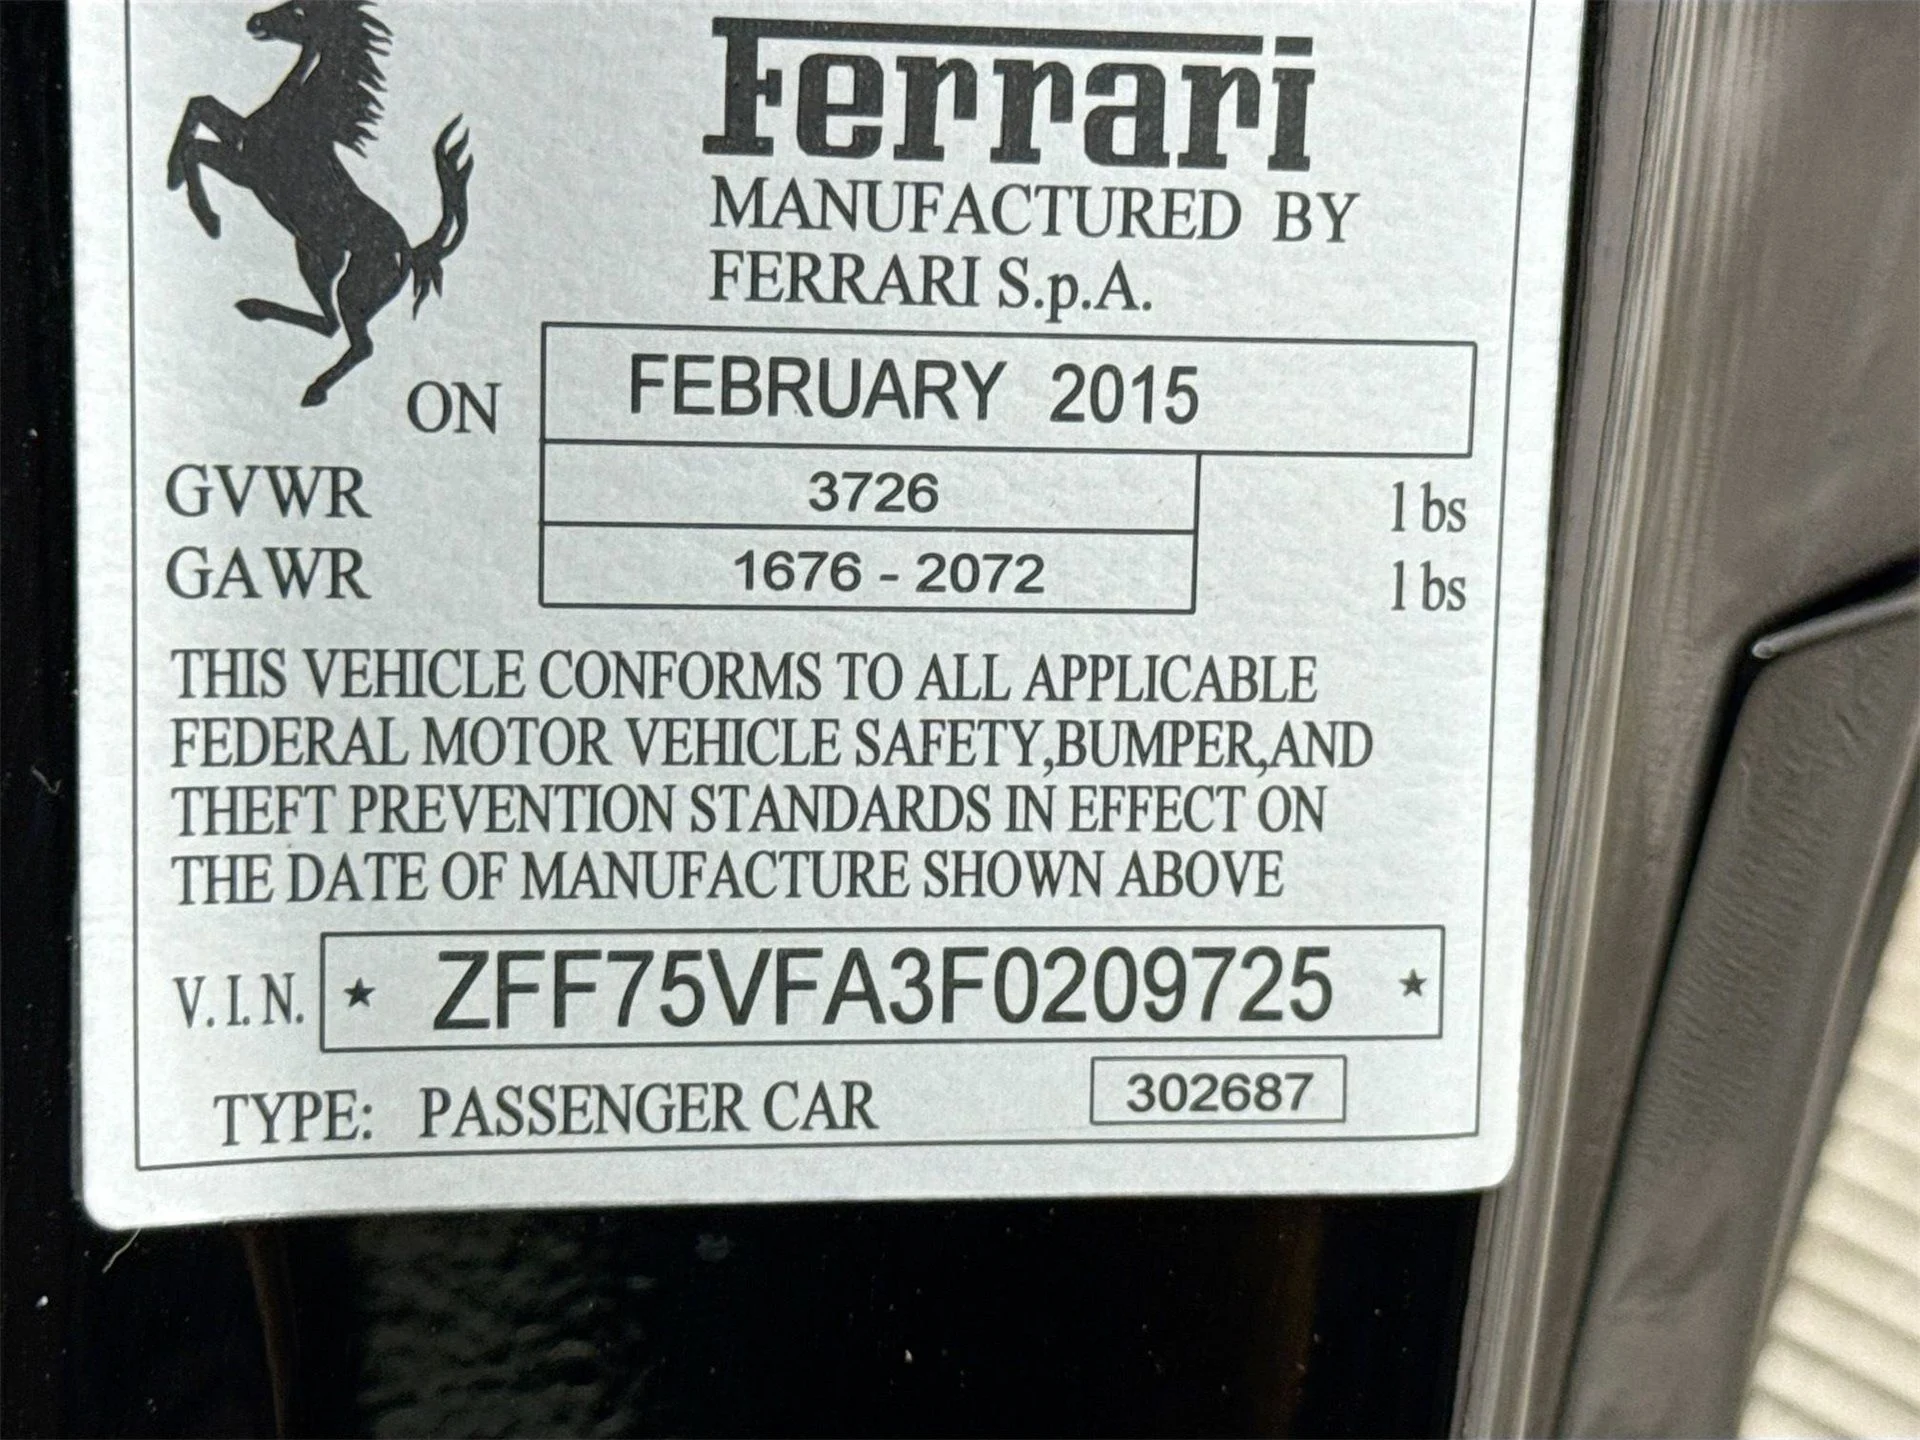 Ferrari
MANUFACTURED BY
FERRARI S.p.A.
ON FEBRUARY 2015
GVWR 3726 lbs
GAWR 1676 - 2072 lbs
THIS VEHICLE CONFORMS TO ALL APPLICABLE
FEDERAL MOTOR VEHICLE SAFETY,BUMPER,AND
THEFT PREVENTION STANDARDS IN EFFECT ON
THE DATE OF MANUFACTURE SHOWN ABOVE
V.I.N. ★ ZFF75VFA3F0209725 ★
TYPE: PASSENGER CAR 302687